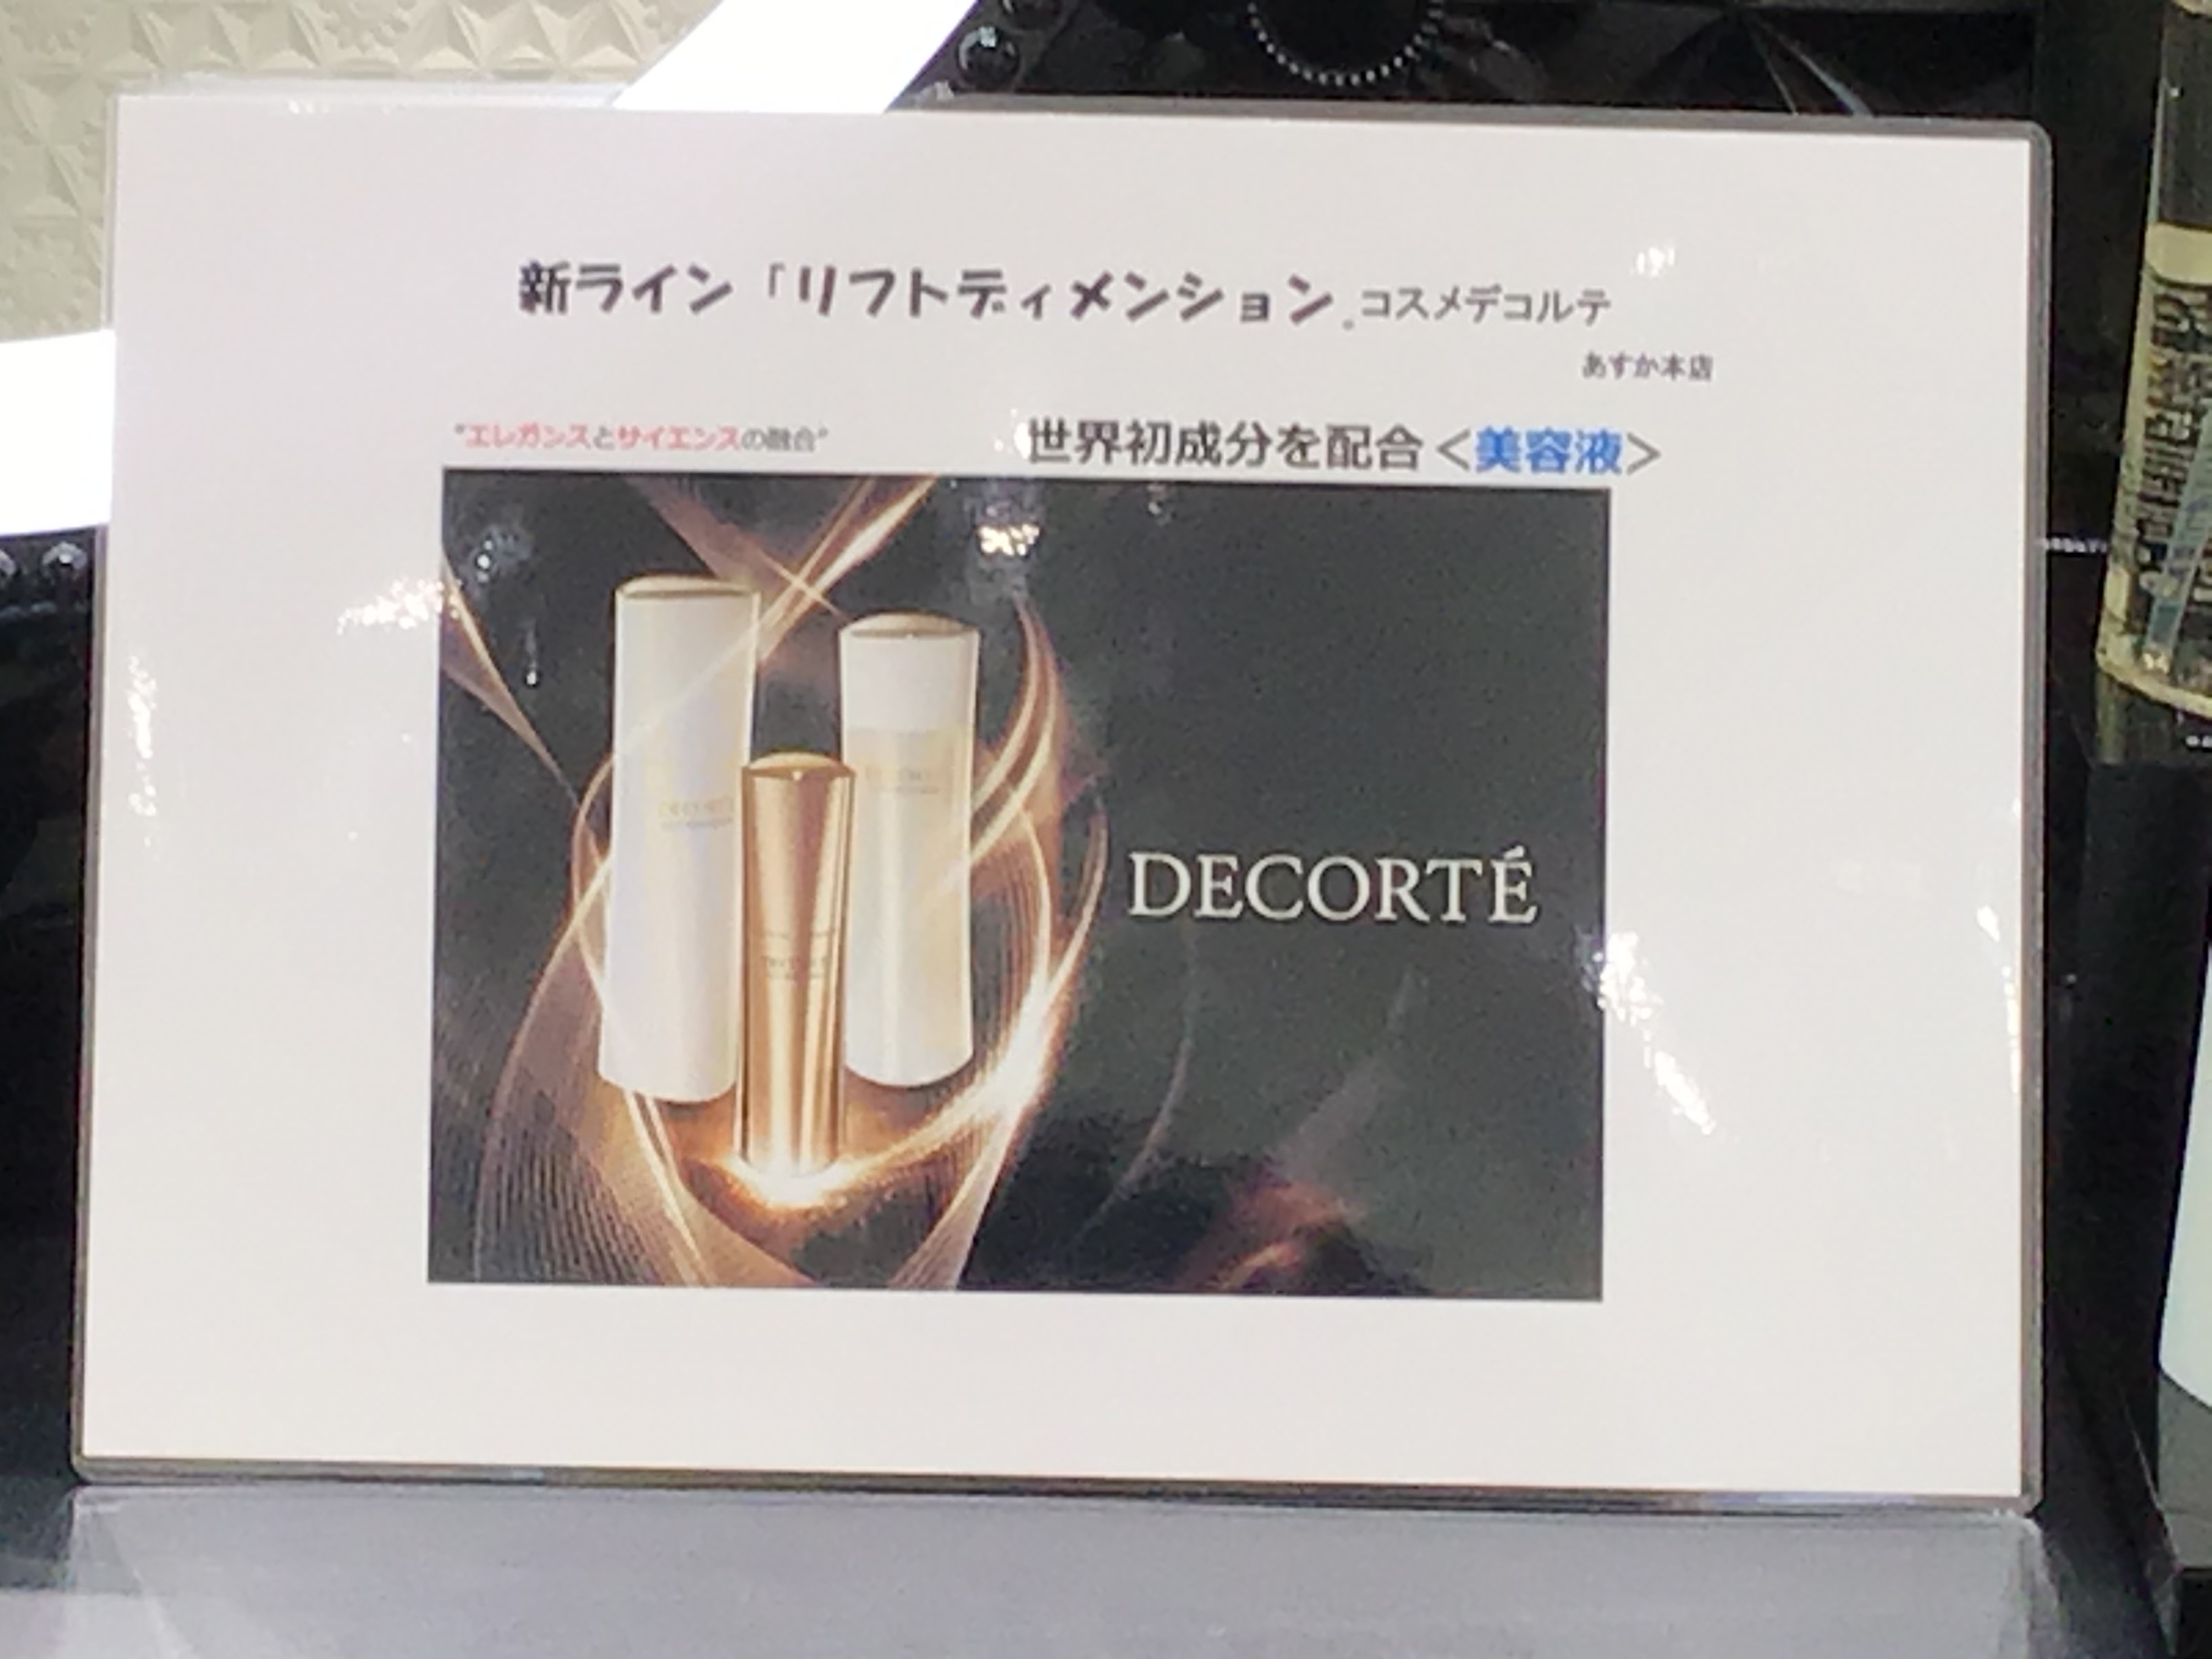 新ライン「リフトディメンション」コスメデコルテ
あすか本店
"エレガンスとサイエンスの融合"
世界初成分を配合＜美容液＞
DECORTÉ